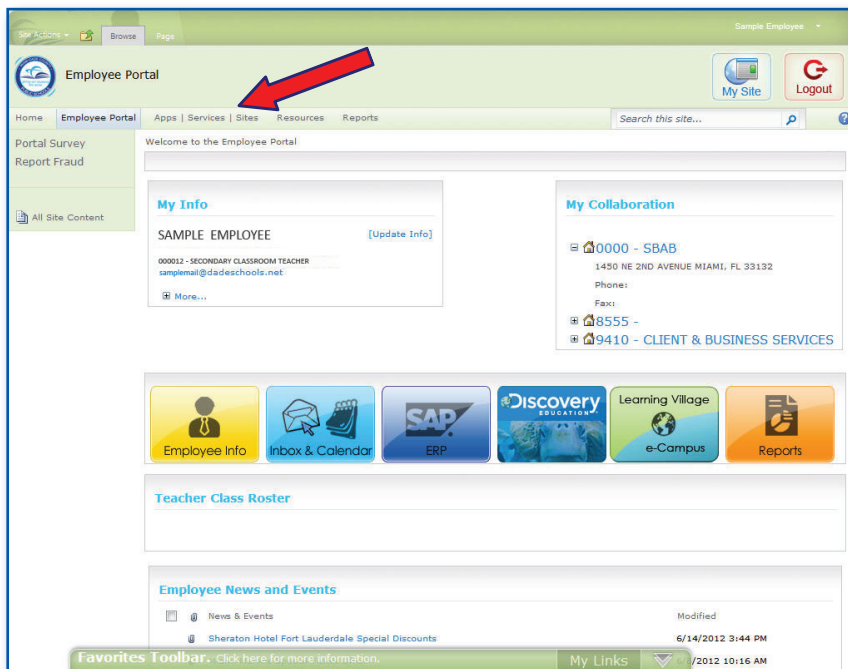 Sample Employee
Site Actions Browse Page
Employee Portal
My Site Logout
Home Employee Portal Apps | Services | Sites Resources Reports Search this site...
Portal Survey
Report Fraud
All Site Content
Welcome to the Employee Portal
My Info
SAMPLE EMPLOYEE [Update Info]
000012 - SECONDARY CLASSROOM TEACHER
samplemail@dadeschools.net
More...
My Collaboration
0000 - SBAB
1450 NE 2ND AVENUE MIAMI, FL 33132
Phone:
Fax:
8555 -
9410 - CLIENT & BUSINESS SERVICES
Employee Info
Inbox & Calendar
SAP
ERP
Discovery
EDUCATION
Learning Village
e-Campus
Reports
Teacher Class Roster
Employee News and Events
News & Events Modified
Sheraton Hotel Fort Lauderdale Special Discounts 6/14/2012 3:44 PM
Favorites Toolbar. Click here for more information. My Links /2012 10:16 AM